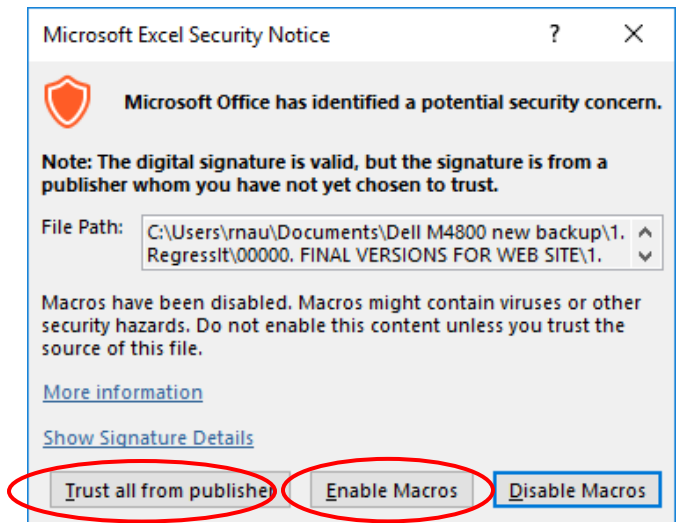 Microsoft Excel Security Notice ?
Microsoft Office has identified a potential security concern.
Note: The digital signature is valid, but the signature is from a
publisher whom you have not yet chosen to trust.
File Path: C:\Users\rnau\Documents\Dell M4800 new backup\1.
RegressIt\00000. FINAL VERSIONS FOR WEB SITE\1.
Macros have been disabled. Macros might contain viruses or other
security hazards. Do not enable this content unless you trust the
source of this file.
More information
Show Signature Details
Trust all from publisher Enable Macros Disable Macros